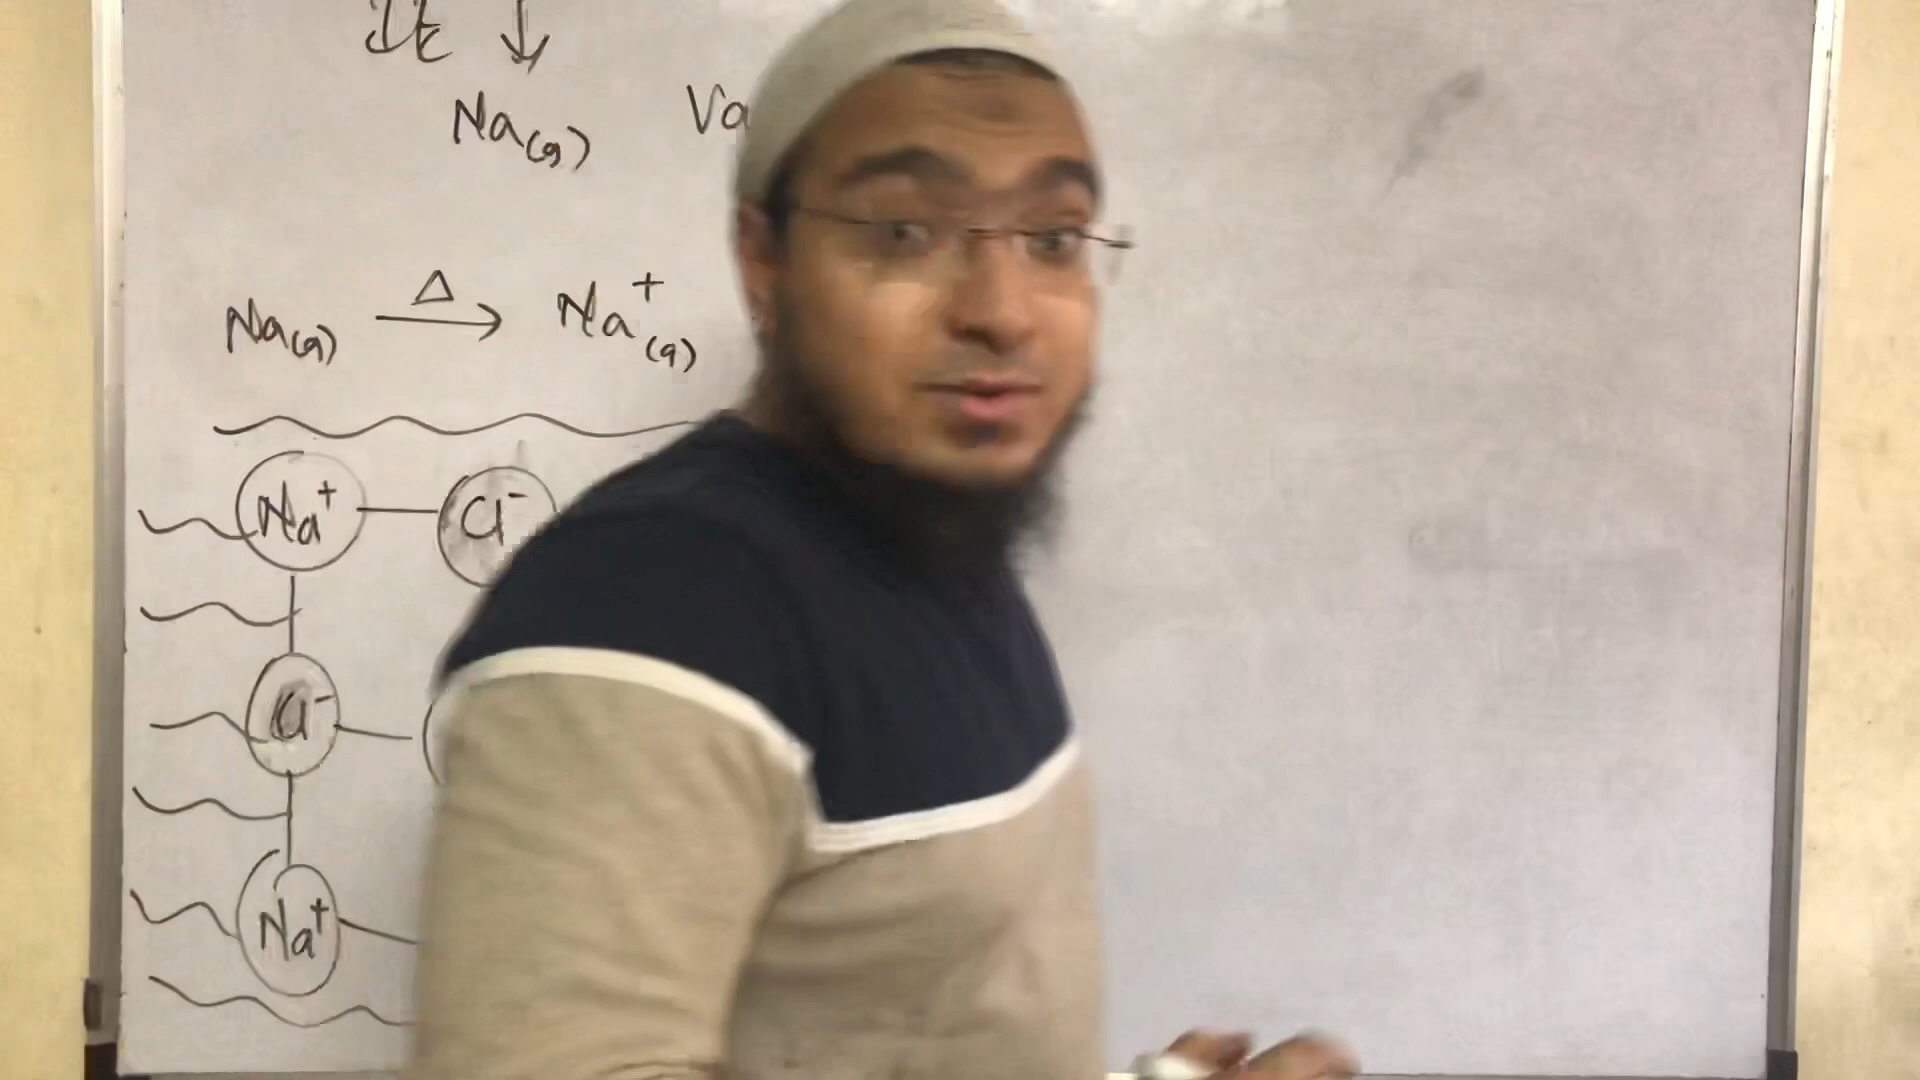 IE ↓
Na(g) Va
Na(g) Δ→ Na+(g)
Na+ — Cl-
Cl-
Na+